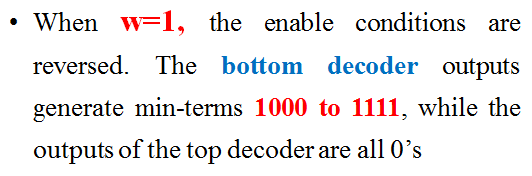 • When w=1, the enable conditions are
reversed. The bottom decoder outputs
generate min-terms 1000 to 1111, while the
outputs of the top decoder are all 0’s